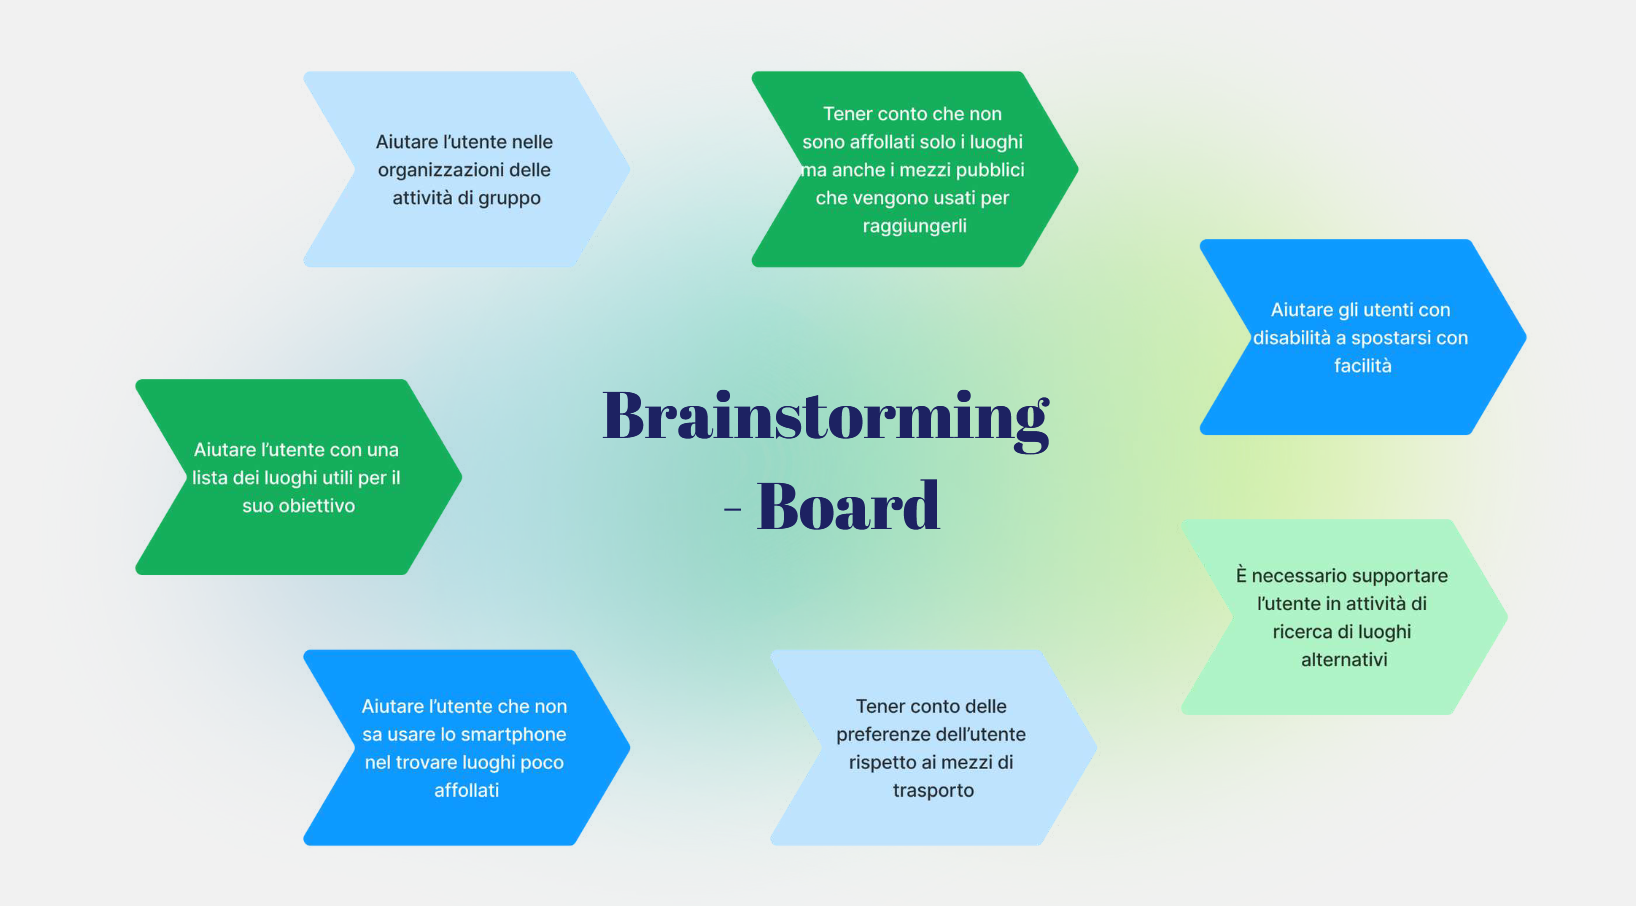 Aiutare l’utente nelle
organizzazioni delle
attività di gruppo
Tener conto che non
sono affollati solo i luoghi
ma anche i mezzi pubblici
che vengono usati per
raggiungerli
Aiutare gli utenti con
disabilità a spostarsi con
facilità
Aiutare l’utente con una
lista dei luoghi utili per il
suo obiettivo
Brainstorming
- Board
È necessario supportare
l’utente in attività di
ricerca di luoghi
alternativi
Aiutare l’utente che non
sa usare lo smartphone
nel trovare luoghi poco
affollati
Tener conto delle
preferenze dell’utente
rispetto ai mezzi di
trasporto